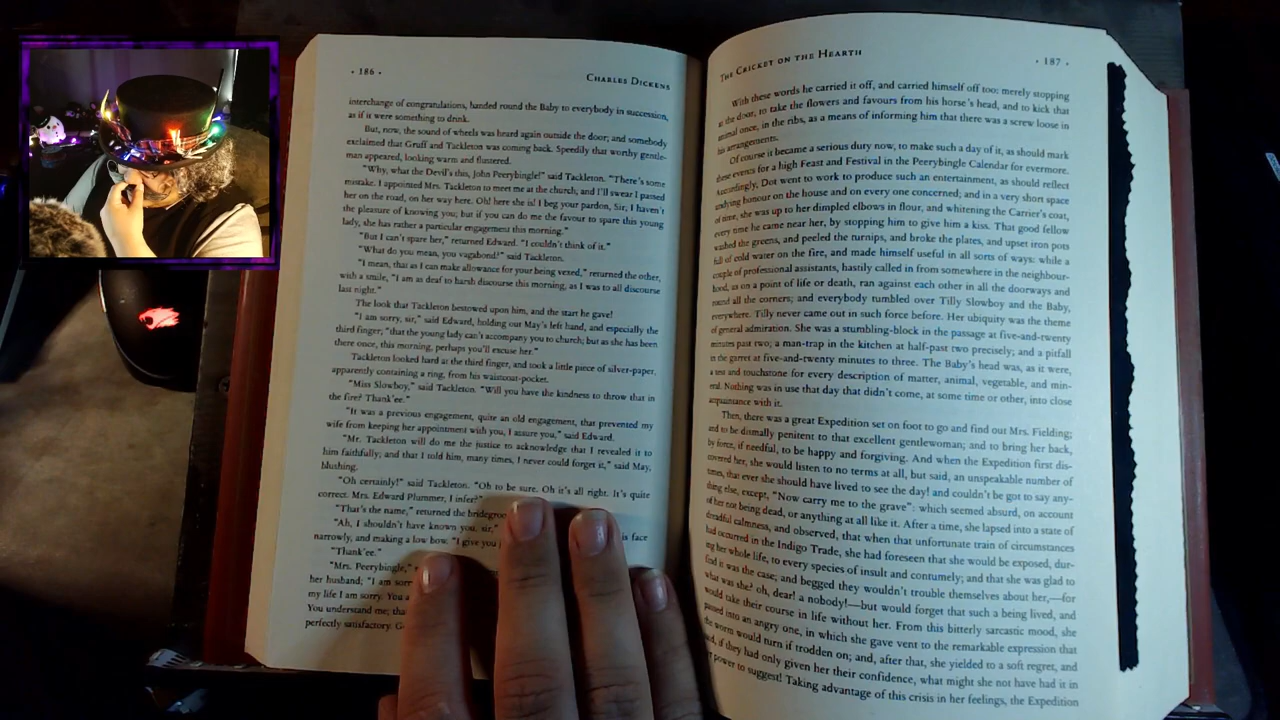 · 186 ·
CHARLES DICKENS
interchange of congratulations, handed round the Baby to everybody in succession,
as if it were something to drink.
But, now, the sound of wheels was heard again outside the door; and somebody
exclaimed that Gruff and Tackleton was coming back. Speedily that worthy gentle-
man appeared, looking warm and flustered.
"Why, what the Devil's this, John Peerybingle!" said Tackleton. "There's some
mistake. I appointed Mrs. Tackleton to meet me at the church; and I'll swear I passed
her on the road, on her way here. Oh! here she is! I beg your pardon, Sir; I haven't
the pleasure of knowing you; but if you can do me the favour to spare this young
lady, she has rather a particular engagement this morning."
"But I can't spare her," returned Edward. "I couldn't think of it."
"What do you mean, you vagabond?" said Tackleton.
"I mean, that as I can make allowance for your being vexed," returned the other,
with a smile, "I am as deaf to harsh discourse this morning, as I was to all discourse
last night."
The look that Tackleton bestowed upon him, and the start he gave!
"I am sorry, sir," said Edward, holding out May's left hand, and especially the
third finger; "that the young lady can't accompany you to church; but as she has been
there once, this morning, perhaps you'll excuse her."
Tackleton looked hard at the third finger, and took a little piece of silver-paper,
apparently containing a ring, from his waistcoat-pocket.
"Miss Slowboy," said Tackleton. "Will you have the kindness to throw that in
the fire? Thank'ee."
"It was a previous engagement, quite an old engagement, that prevented my
wife from keeping her appointment with you, I assure you," said Edward.
"Mr. Tackleton will do me the justice to acknowledge that I revealed it to
him faithfully; and that I told him, many times, I never could forget it," said May,
blushing.
"Oh certainly!" said Tackleton. "Oh to be sure. Oh it's all right. It's quite
correct. Mrs. Edward Plummer, I infer?"
"That's the name," returned the bridegroo
"Ah, I shouldn't have known you, sir,"
narrowly, and making a low bow. "I give you is face
"Thank'ee."
"Mrs. Peerybingle,"
her husband; "I am sorr
my life I am sorry. You a
You understand me; tha
perfectly satisfactory. G
THE CRICKET ON THE HEARTH
· 187 ·
With these words he carried it off, and carried himself off too: merely stopping
at the door, to take the flowers and favours from his horse's head, and to kick that
animal once, in the ribs, as a means of informing him that there was a screw loose in
his arrangements.
Of course it became a serious duty now, to make such a day of it, as should mark
these events for a high Feast and Festival in the Peerybingle Calendar for evermore.
Accordingly, Dot went to work to produce such an entertainment, as should reflect
undying honour on the house and on every one concerned; and in a very short space
of time, she was up to her dimpled elbows in flour, and whitening the Carrier's coat,
every time he came near her, by stopping him to give him a kiss. That good fellow
washed the greens, and peeled the turnips, and broke the plates, and upset iron pots
full of cold water on the fire, and made himself useful in all sorts of ways: while a
couple of professional assistants, hastily called in from somewhere in the neighbour-
hood, as on a point of life or death, ran against each other in all the doorways and
round all the corners; and everybody tumbled over Tilly Slowboy and the Baby,
everywhere. Tilly never came out in such force before. Her ubiquity was the theme
of general admiration. She was a stumbling-block in the passage at five-and-twenty
minutes past two; a man-trap in the kitchen at half-past two precisely; and a pitfall
in the garret at five-and-twenty minutes to three. The Baby's head was, as it were,
a test and touchstone for every description of matter, animal, vegetable, and min-
eral. Nothing was in use that day that didn't come, at some time or other, into close
acquaintance with it.
Then, there was a great Expedition set on foot to go and find out Mrs. Fielding;
and to be dismally penitent to that excellent gentlewoman; and to bring her back,
by force, if needful, to be happy and forgiving. And when the Expedition first dis-
covered her, she would listen to no terms at all, but said, an unspeakable number of
times, that ever she should have lived to see the day! and couldn't be got to say any-
thing else, except, "Now carry me to the grave": which seemed absurd, on account
of her not being dead, or anything at all like it. After a time, she lapsed into a state of
dreadful calmness, and observed, that when that unfortunate train of circumstances
had occurred in the Indigo Trade, she had foreseen that she would be exposed, dur-
ing her whole life, to every species of insult and contumely; and that she was glad to
find it was the case; and begged they wouldn't trouble themselves about her,—for
what was she? oh, dear! a nobody!—but would forget that such a being lived, and
would take their course in life without her. From this bitterly sarcastic mood, she
passed into an angry one, in which she gave vent to the remarkable expression that
the worm would turn if trodden on; and, after that, she yielded to a soft regret, and
said, if they had only given her their confidence, what might she not have had it in
power to suggest! Taking advantage of this crisis in her feelings, the Expedition